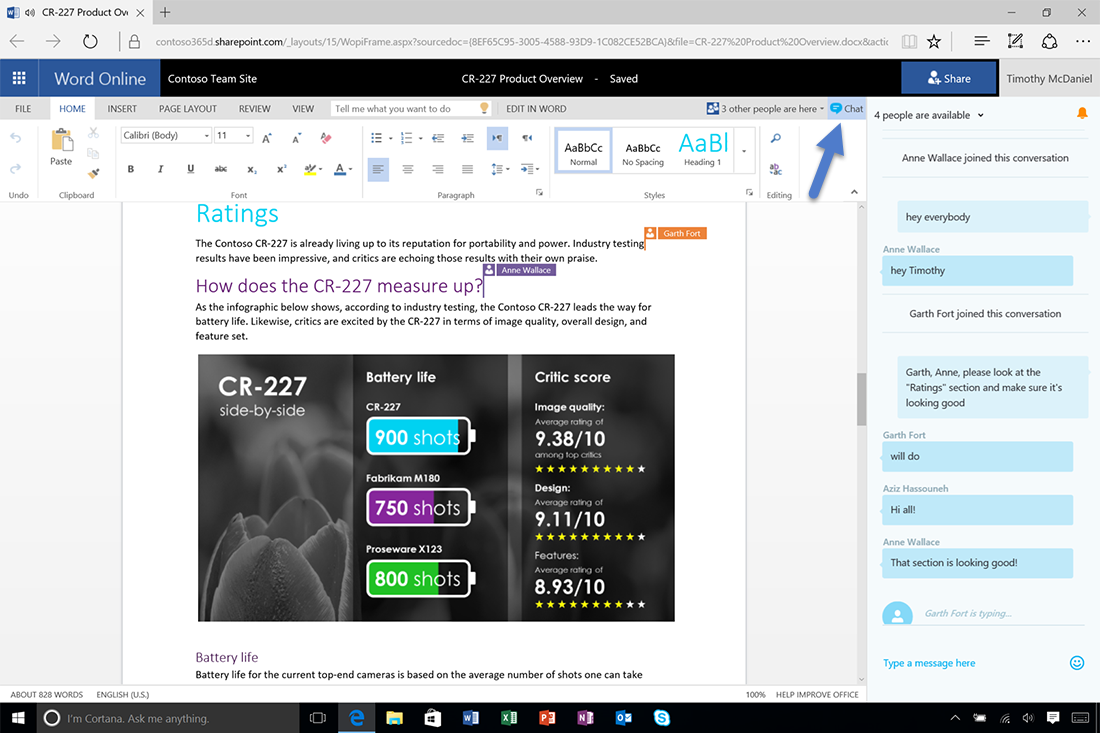 CR-227 Product Ov
contoso365d.sharepoint.com/_layouts/15/WopiFrame.aspx?sourcedoc={8EF65C95-3005-4588-93D9-1C082CE52BCA}&file=CR-227%20Product%20Overview.docx&actic
Word Online
Contoso Team Site
CR-227 Product Overview - Saved
Share
Timothy McDaniel
FILE HOME INSERT PAGE LAYOUT REVIEW VIEW Tell me what you want to do EDIT IN WORD 3 other people are here Chat
Paste
Calibri (Body) 11
B I U abc x₂ x² A
AaBbCc AaBbCc AaBl
Normal No Spacing Heading 1
Undo Clipboard Font Paragraph Styles Editing
Ratings
Garth Fort
The Contoso CR-227 is already living up to its reputation for portability and power. Industry testing
results have been impressive, and critics are echoing those results with their own praise.
Anne Wallace
How does the CR-227 measure up?
As the infographic below shows, according to industry testing, the Contoso CR-227 leads the way for
battery life. Likewise, critics are excited by the CR-227 in terms of image quality, overall design, and
feature set.
CR-227
side-by-side
Battery life
CR-227
900 shots
Fabrikam M180
750 shots
Proseware X123
800 shots
Critic score
Image quality:
Average rating of
9.38/10
among top critics
Design:
Average rating of
9.11/10
Features:
Average rating of
8.93/10
Battery life
Battery life for the current top-end cameras is based on the average number of shots one can take
4 people are available
Anne Wallace joined this conversation
hey everybody
Anne Wallace
hey Timothy
Garth Fort joined this conversation
Garth, Anne, please look at the
"Ratings" section and make sure it's
looking good
Garth Fort
will do
Aziz Hassouneh
Hi all!
Anne Wallace
That section is looking good!
Garth Fort is typing...
Type a message here
ABOUT 828 WORDS ENGLISH (U.S.) 100% HELP IMPROVE OFFICE
I'm Cortana. Ask me anything.